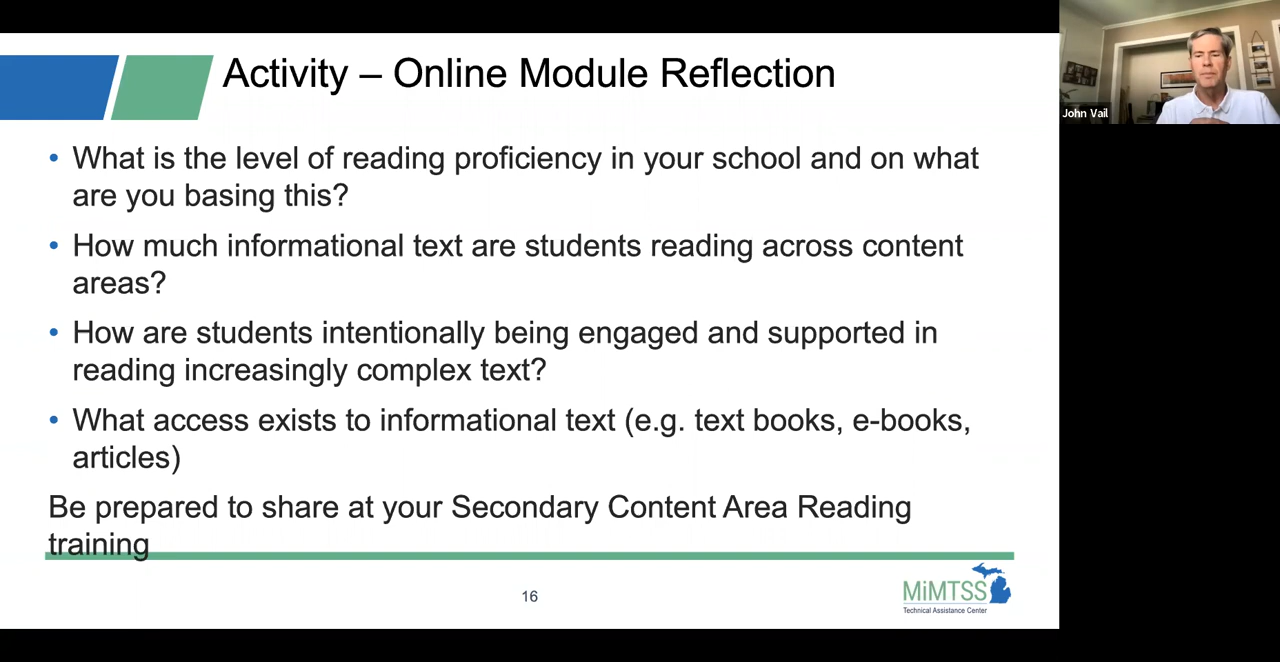 Activity – Online Module Reflection
• What is the level of reading proficiency in your school and on what
are you basing this?
• How much informational text are students reading across content
areas?
• How are students intentionally being engaged and supported in
reading increasingly complex text?
• What access exists to informational text (e.g. text books, e-books,
articles)
Be prepared to share at your Secondary Content Area Reading
training
16
MiMTSS
Technical Assistance Center
John Vail